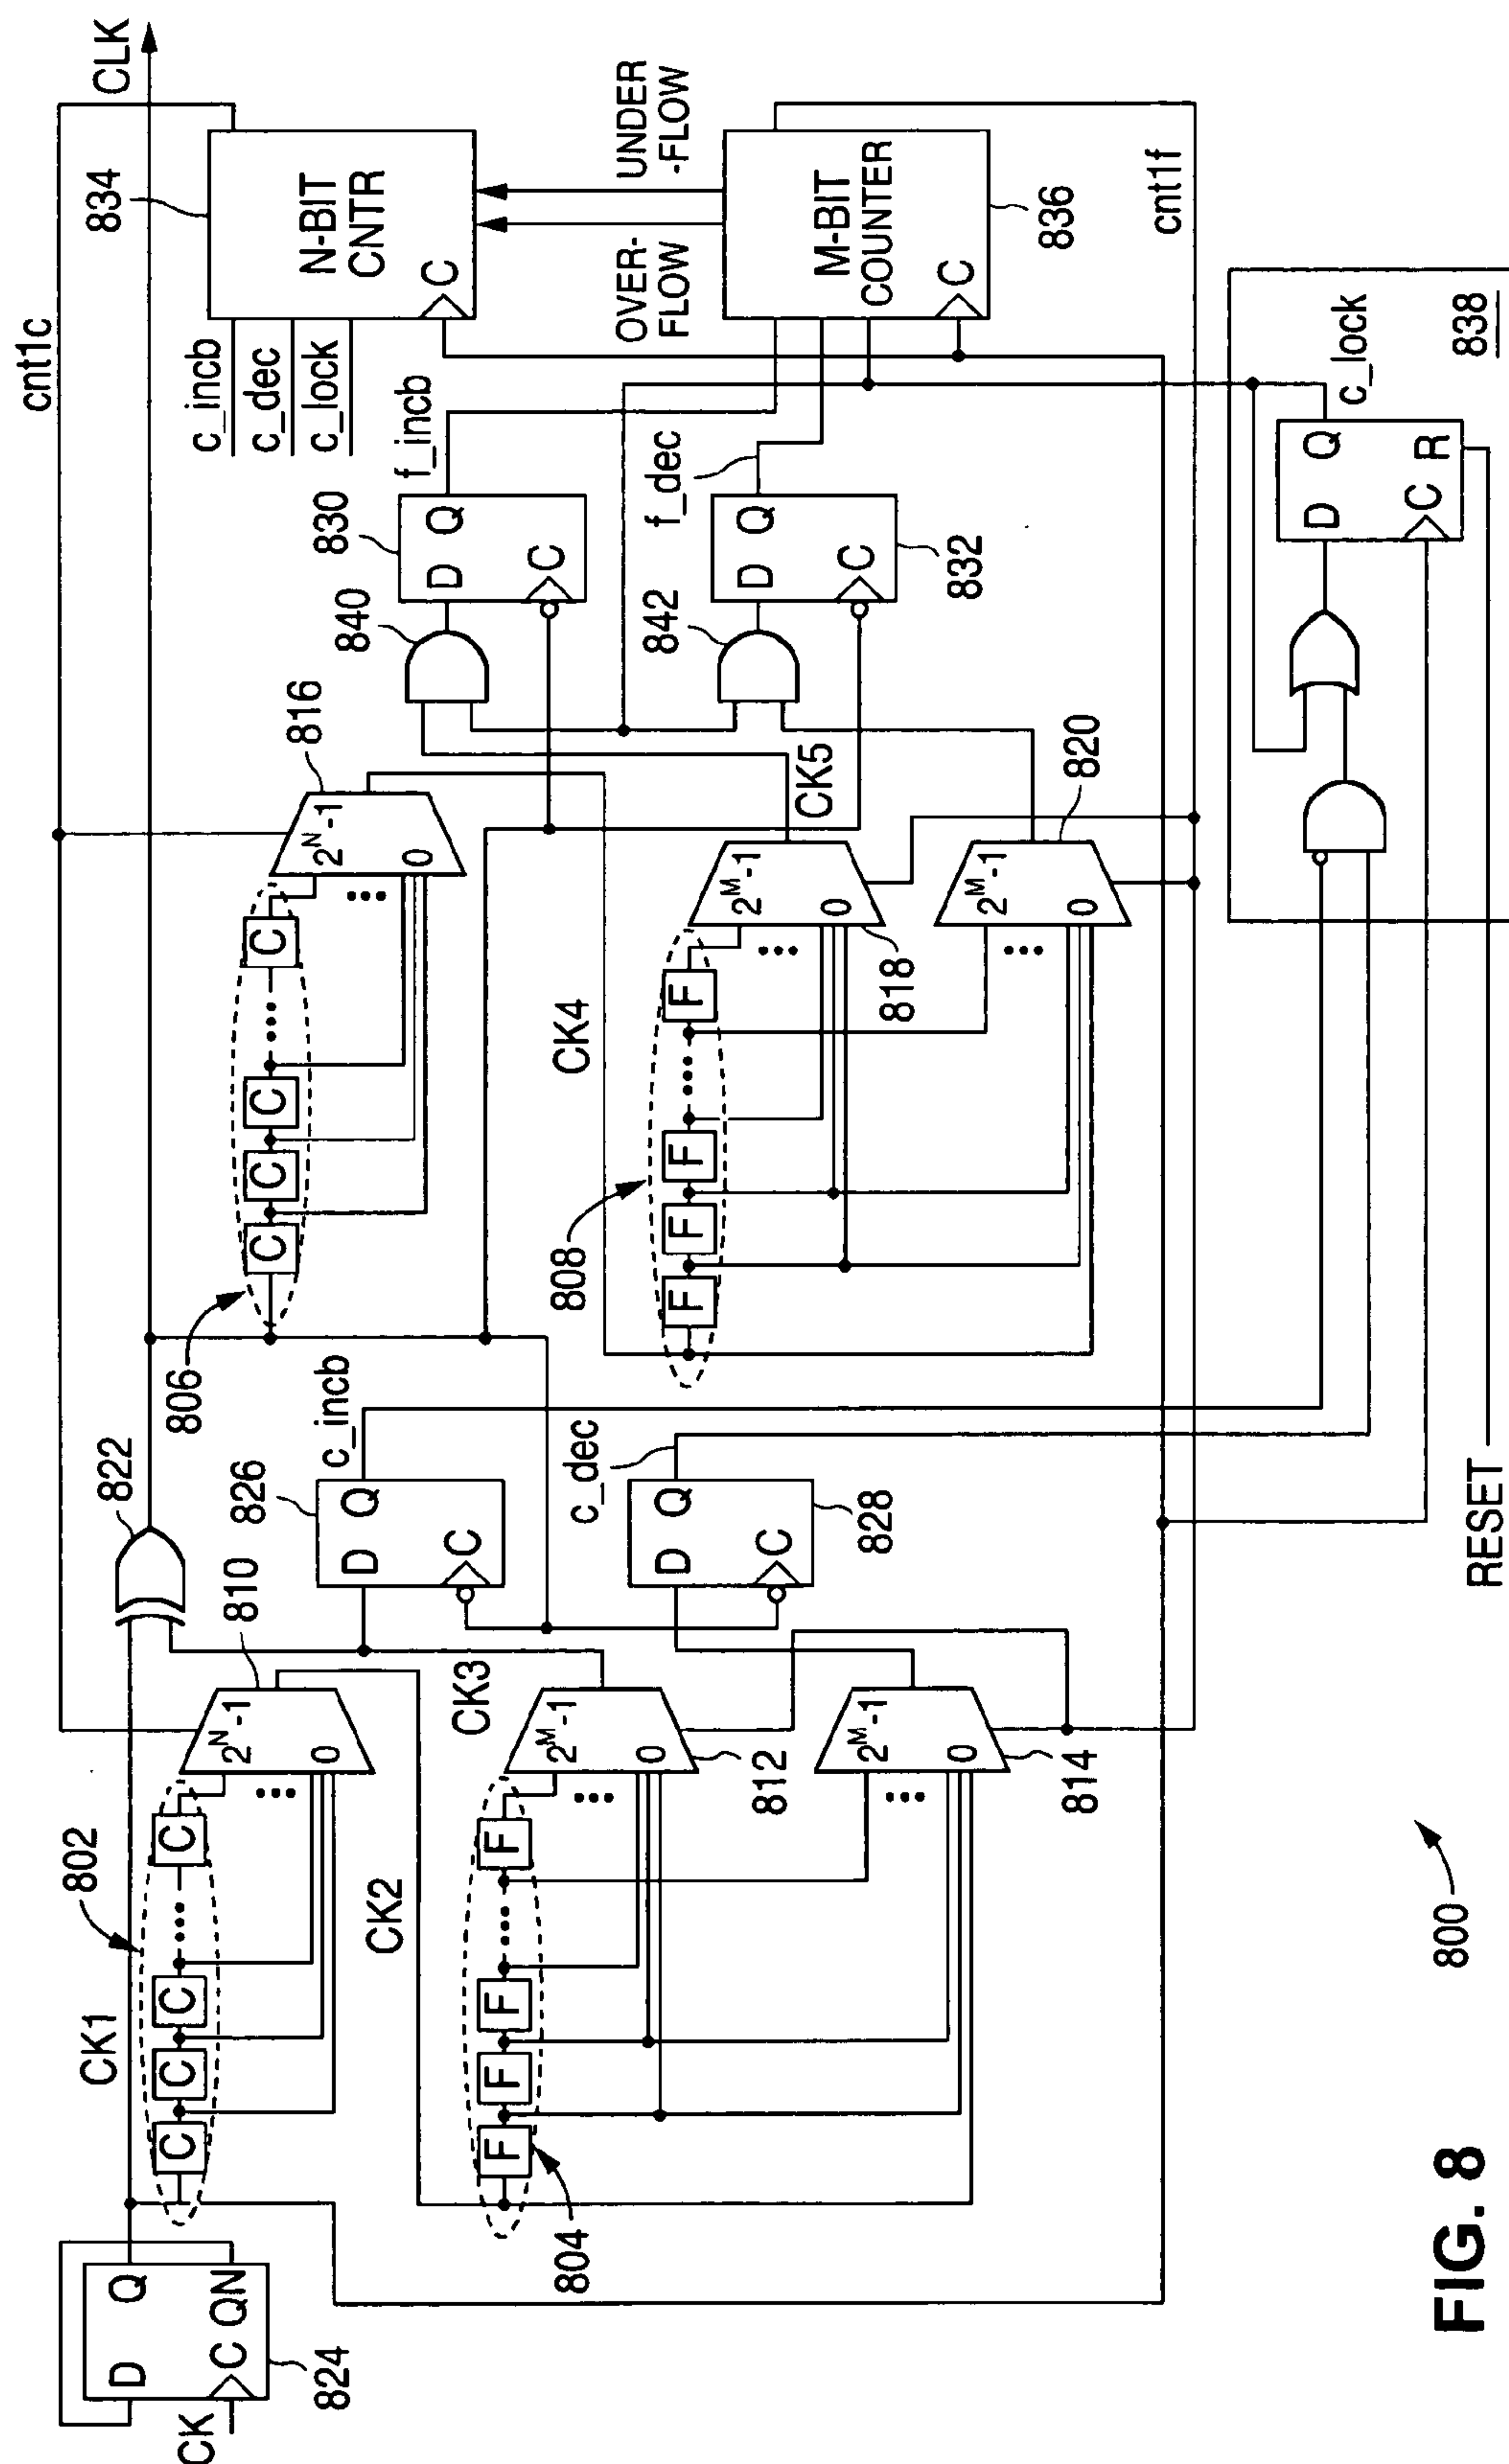 CK
D Q
C QN
824
CK1
802
C C C C
2^N-1
0
810
822
CLK
CK2
804
F F F F
2^M-1
0
812
CK3
2^M-1
0
814
D Q
C
826
c_incb
D Q
C
828
c_dec
806
C C C C
2^N-1
0
816
cnt1c
808
F F F F
CK4
2^M-1
0
818
CK5
2^M-1
0
820
840
D Q
C
830
f_incb
842
D Q
C
832
f_dec
c_incb
c_dec
c_lock
N-BIT
CNTR
C
834
OVER-
FLOW
UNDER
-FLOW
M-BIT
COUNTER
C
836
cnt1f
D Q
C R
c_lock
838
RESET
800
FIG. 8